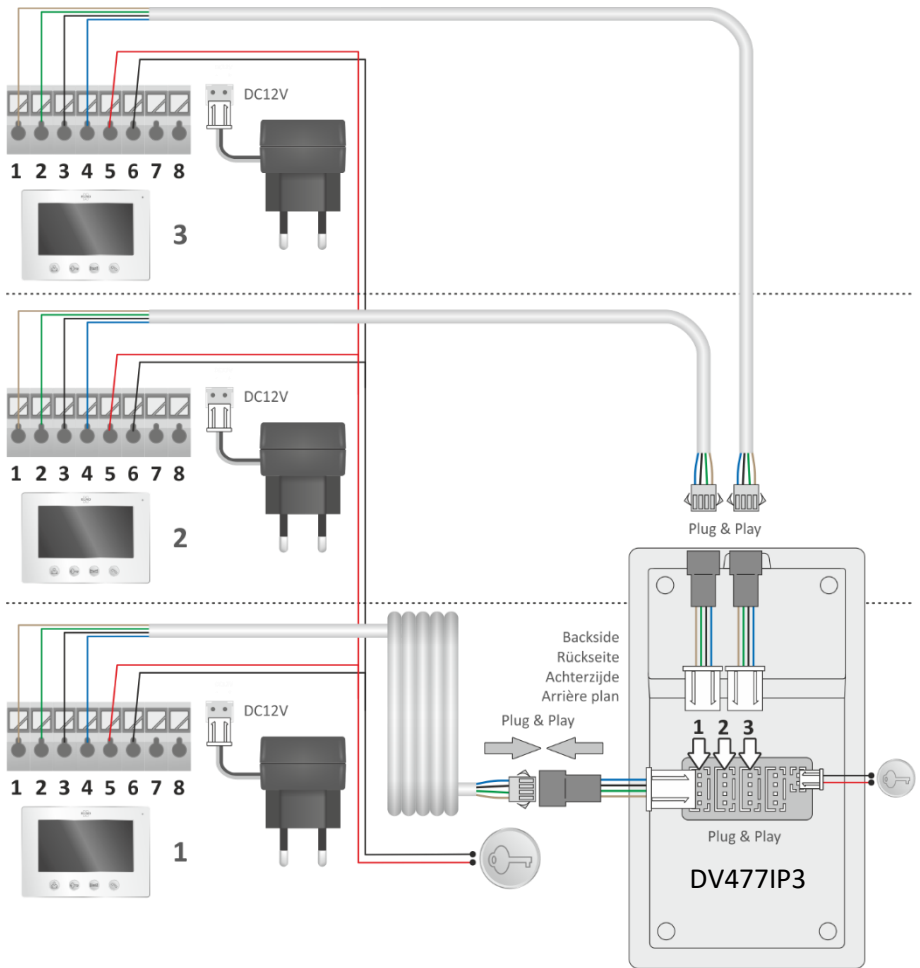 DC12V
1 2 3 4 5 6 7 8
3
DC12V
1 2 3 4 5 6 7 8
2
Plug & Play
Backside
Rückseite
Achterzijde
Arrière plan
Plug & Play
DC12V
1 2 3 4 5 6 7 8
1
1 2 3
Plug & Play
DV477IP3